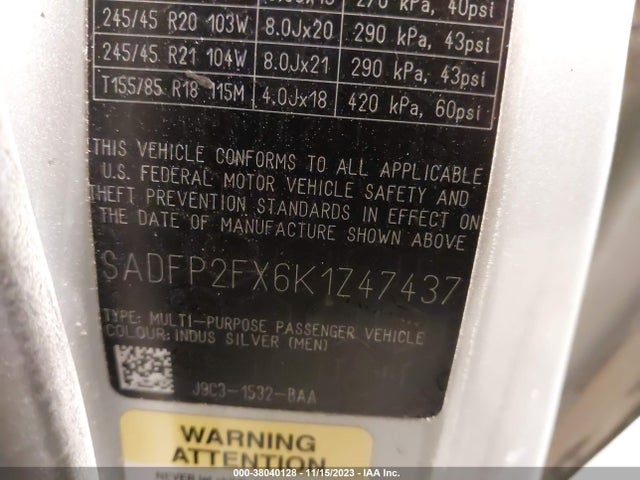 270 kPa, 40psi
245/45 R20 103W 8.0Jx20 290 kPa, 43psi
245/45 R21 104W 8.0Jx21 290 kPa, 43psi
T155/85 R18 115M 4.0Jx18 420 kPa, 60psi
THIS VEHICLE CONFORMS TO ALL APPLICABLE
U.S. FEDERAL MOTOR VEHICLE SAFETY AND
THEFT PREVENTION STANDARDS IN EFFECT ON
THE DATE OF MANUFACTURE SHOWN ABOVE
SADFP2FX6K1Z47437
TYPE: MULTI-PURPOSE PASSENGER VEHICLE
COLOUR: INDUS SILVER (MEN)
J9C3-1532-BAA
WARNING
ATTENTION
000-38040128 - 11/15/2023 - IAA Inc.